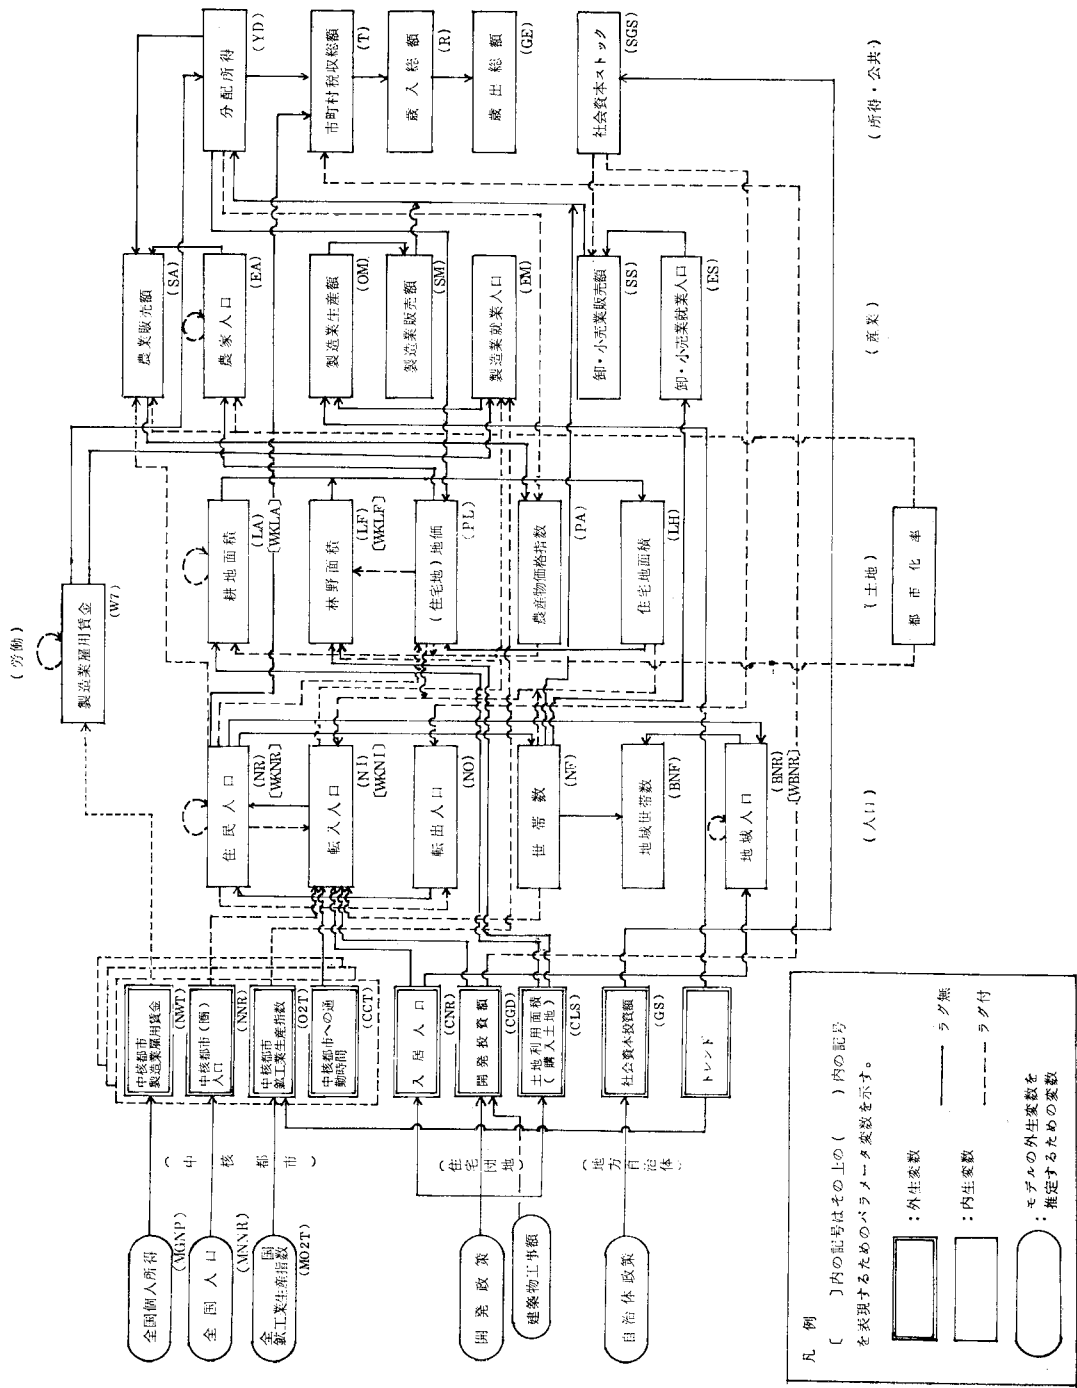 全国個人所得
(MGNP)
全国人口
(MNNR)
全国
鉱工業生産指数
(MO2T)
開発政策
建築物工事額
自治体政策
(中核都市)
(住宅団地)
(地方自治体)
中核都市
製造業雇用賃金
(NWT)
中核都市(圏)
人口
(NNR)
中核都市
鉱工業生産指数
(O2T)
中核都市への通
勤時間
(CCT)
入居人口
(CNR)
開発投資額
(CGD)
土地利用面積
(購入土地)
(CLS)
社会資本投資額
(GS)
トレンド
住民人口
(NR)
[WKNR]
転入人口
(NI)
[WKNI]
転出人口
(NO)
世帯数
(NF)
地域世帯数
(BNF)
地域人口
(BNR)
[WBNR]
(人口)
(労働)
製造業雇用賃金
(W7)
耕地面積
(LA)
[WKLA]
林野面積
(LF)
[WKLF]
(住宅地)地価
(PL)
農産物価格指数
(PA)
住宅地面積
(LH)
都市化率
(土地)
農業販売額
(SA)
農家人口
(EA)
製造業生産額
(OM)
製造業販売額
(SM)
製造業就業人口
(EM)
卸・小売業販売額
(SS)
卸・小売業就業人口
(ES)
(産業)
分配所得
(YD)
市町村税収総額
(T)
歳入総額
(R)
歳出総額
(GE)
社会資本ストック
(SGS)
(所得・公共)
凡例
[ ]内の記号はその上の( )内の記号
を表現するためのパラメータ変数を示す。
:外生変数
:内生変数
:モデルの外生変数を
推定するための変数
ラグ無
ラグ付